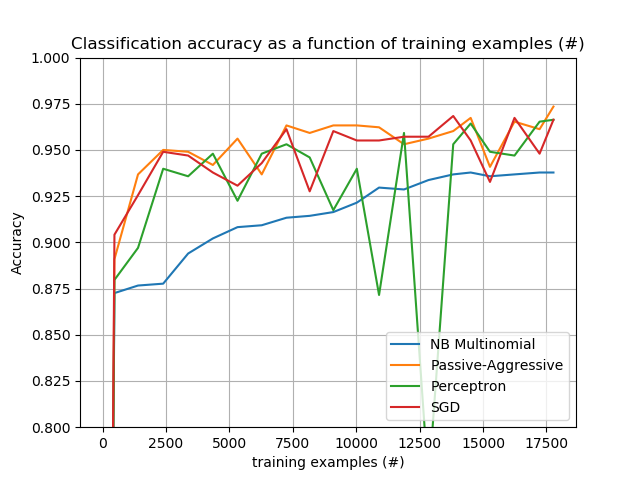 Classification accuracy as a function of training examples (#)
1.000
0.975
0.950
0.925
0.900
0.875
0.850
0.825
0.800
Accuracy
NB Multinomial
Passive-Aggressive
Perceptron
SGD
0 2500 5000 7500 10000 12500 15000 17500
training examples (#)